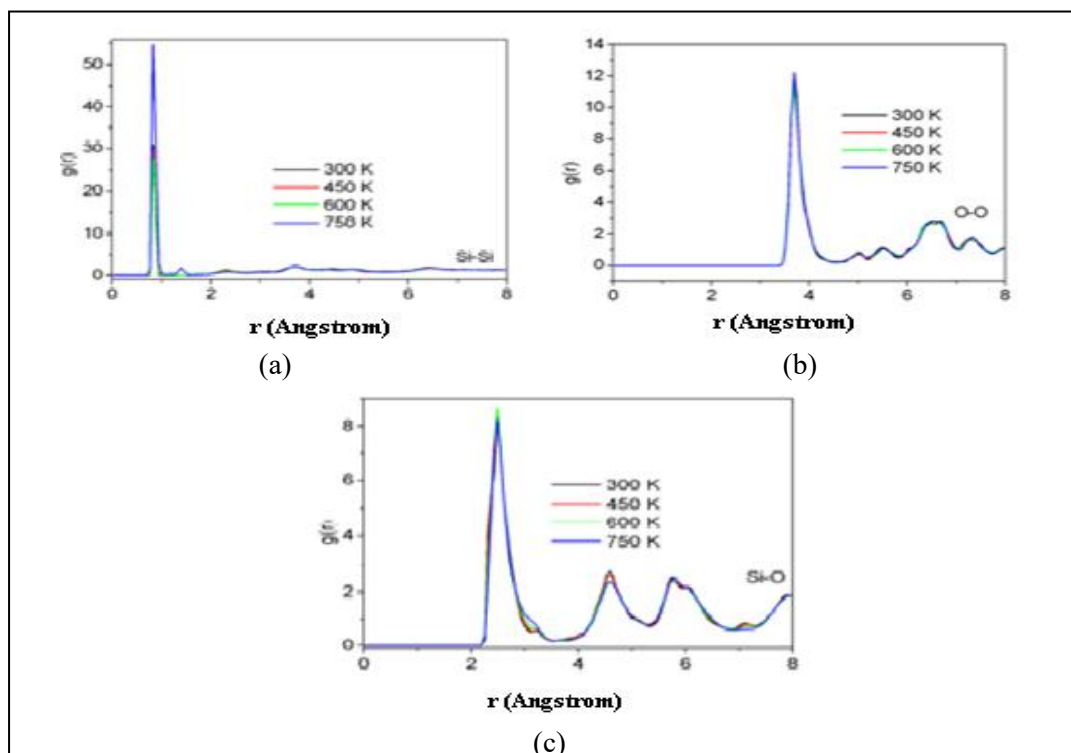 50
40
30
20
10
0
g(r)
300 K
450 K
600 K
750 K
Si-Si
0 2 4 6 8
r (Angstrom)
(a)
14
12
10
8
6
4
2
0
g(r)
300 K
450 K
600 K
750 K
O-O
0 2 4 6 8
r (Angstrom)
(b)
8
6
4
2
0
g(r)
300 K
450 K
600 K
750 K
Si-O
0 2 4 6 8
r (Angstrom)
(c)